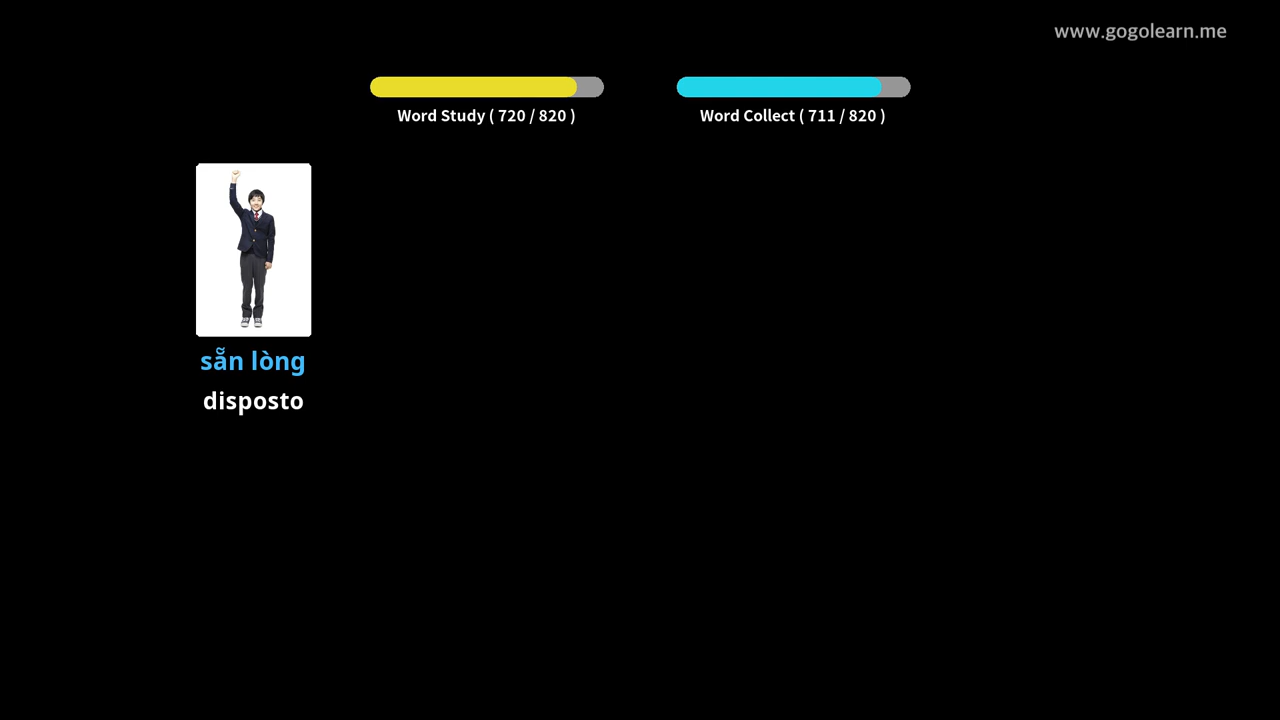 www.gogolearn.me
Word Study ( 720 / 820 )
Word Collect ( 711 / 820 )
sẵn lòng
disposto